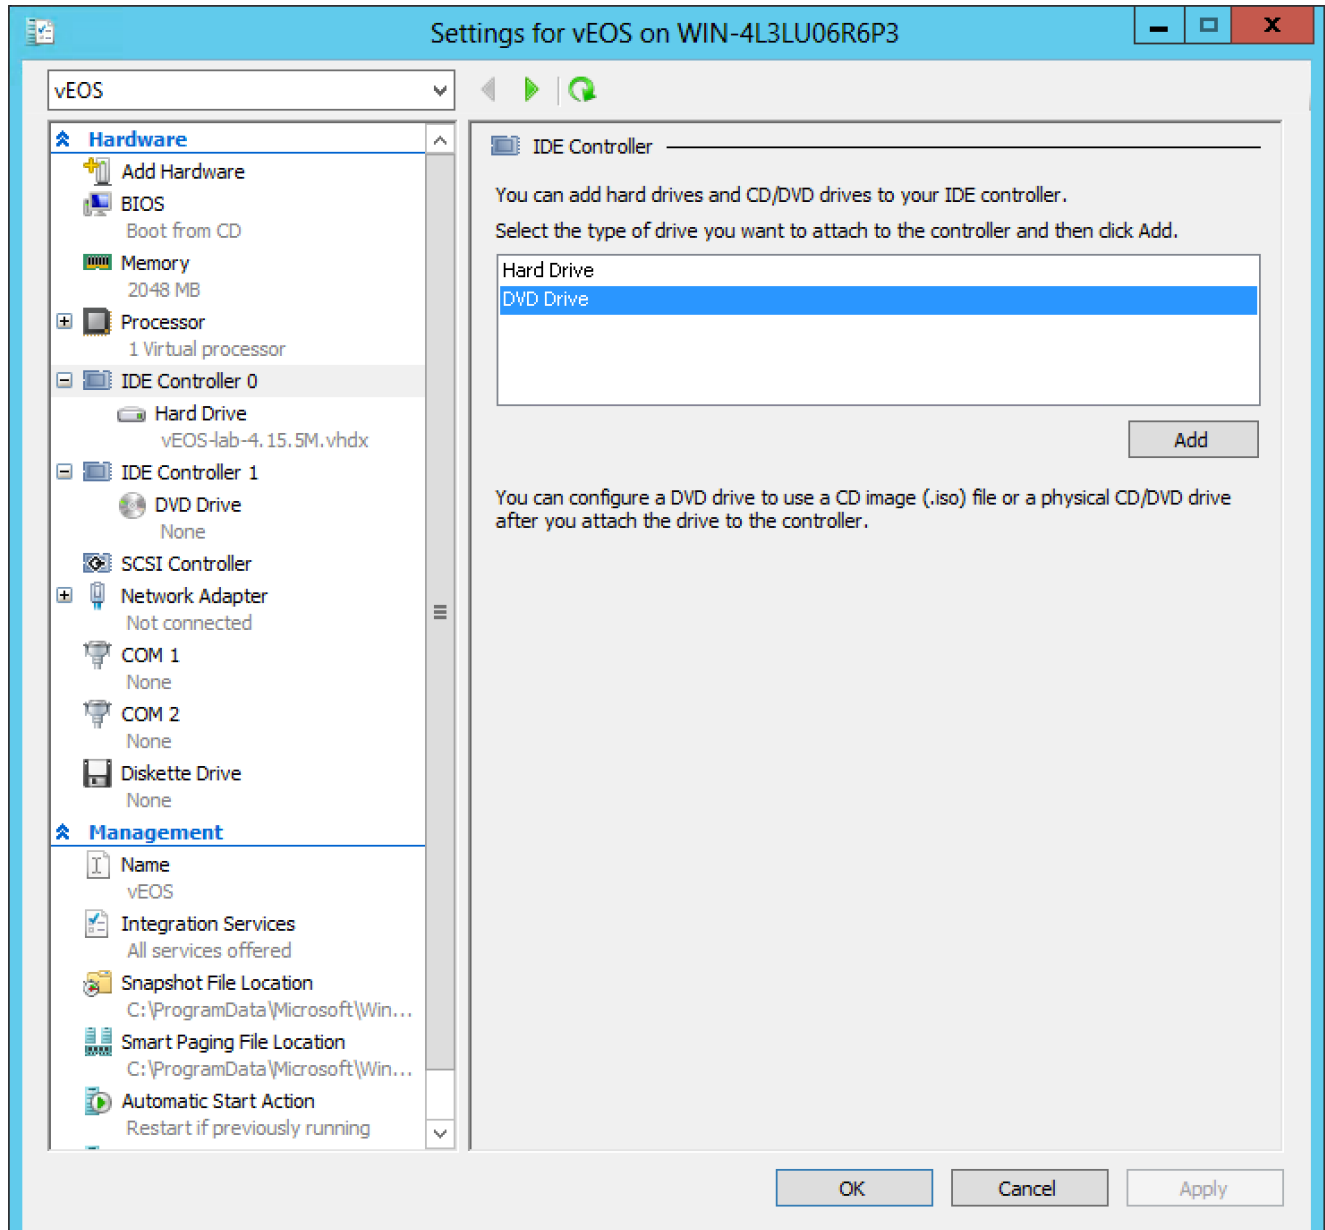 Settings for vEOS on WIN-4L3LU06R6P3
vEOS
Hardware
Add Hardware
BIOS
Boot from CD
Memory
2048 MB
Processor
1 Virtual processor
IDE Controller 0
Hard Drive
vEOS-lab-4.15.5M.vhdx
IDE Controller 1
DVD Drive
None
SCSI Controller
Network Adapter
Not connected
COM 1
None
COM 2
None
Diskette Drive
None
Management
Name
vEOS
Integration Services
All services offered
Snapshot File Location
C:\ProgramData\Microsoft\Win...
Smart Paging File Location
C:\ProgramData\Microsoft\Win...
Automatic Start Action
Restart if previously running
IDE Controller
You can add hard drives and CD/DVD drives to your IDE controller.
Select the type of drive you want to attach to the controller and then click Add.
Hard Drive
DVD Drive
Add
You can configure a DVD drive to use a CD image (.iso) file or a physical CD/DVD drive
after you attach the drive to the controller.
OK
Cancel
Apply